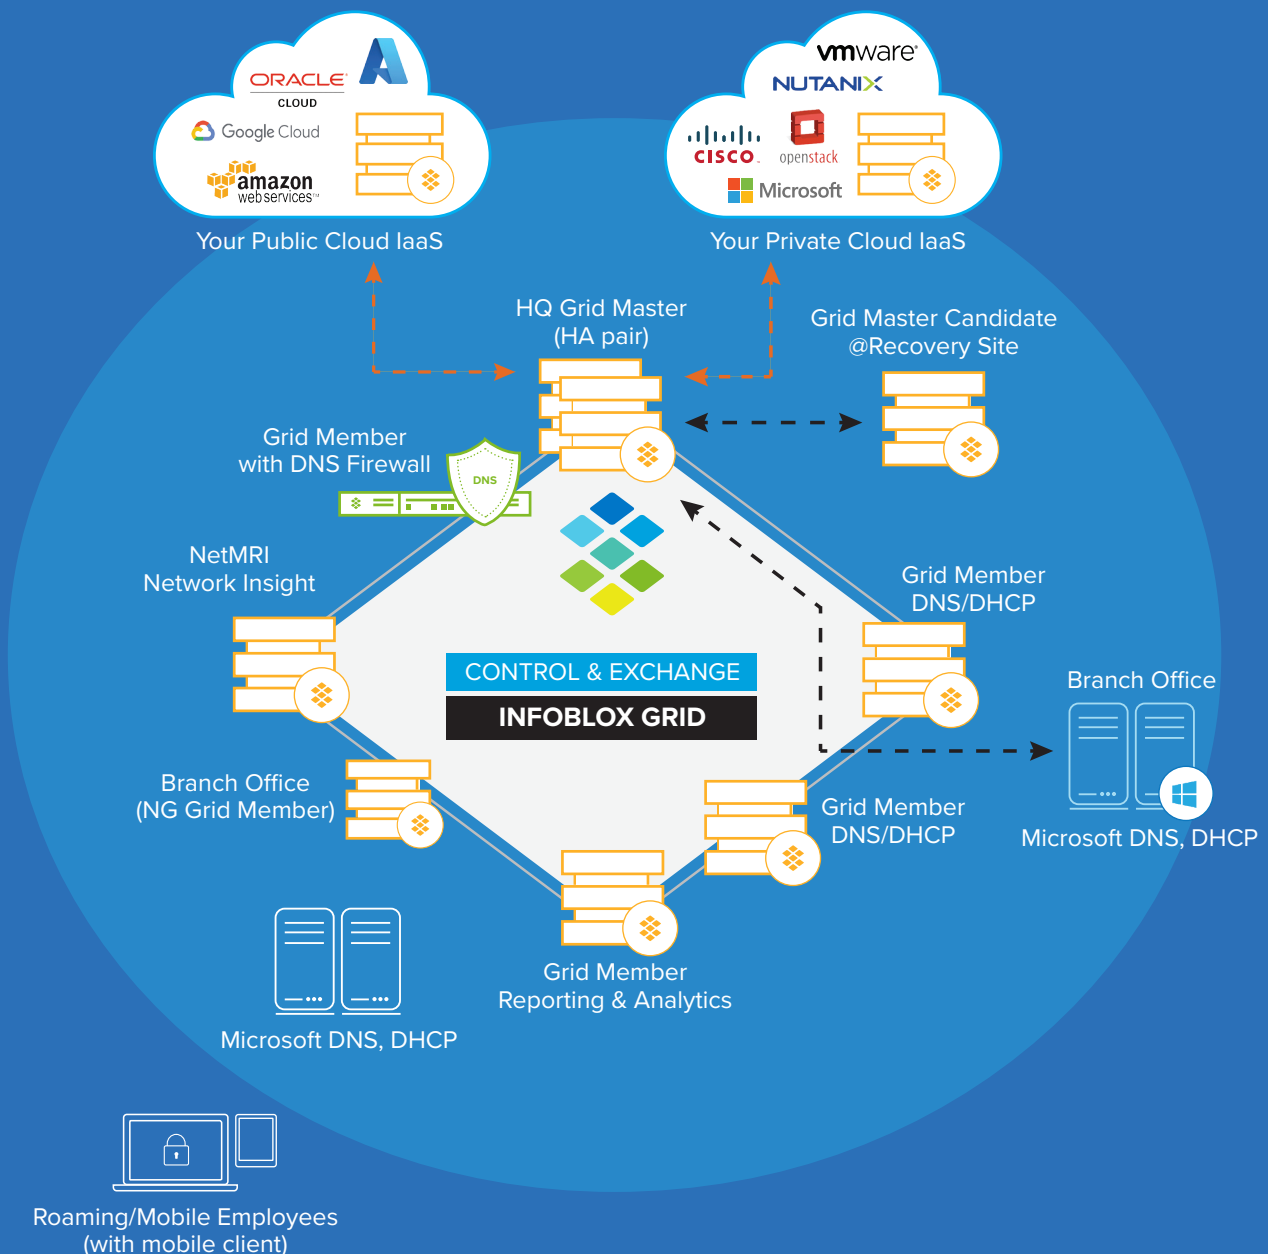 ORACLE
CLOUD
Google Cloud
amazon
webservices™
Your Public Cloud IaaS
vmware®
NUTANIX
CISCO
openstack
Microsoft
Your Private Cloud IaaS
HQ Grid Master
(HA pair)
Grid Master Candidate
@Recovery Site
Grid Member
with DNS Firewall
DNS
NetMRI
Network Insight
Grid Member
DNS/DHCP
CONTROL & EXCHANGE
INFOBLOX GRID
Branch Office
Microsoft DNS, DHCP
Branch Office
(NG Grid Member)
Grid Member
DNS/DHCP
Grid Member
Reporting & Analytics
Microsoft DNS, DHCP
Roaming/Mobile Employees
(with mobile client)